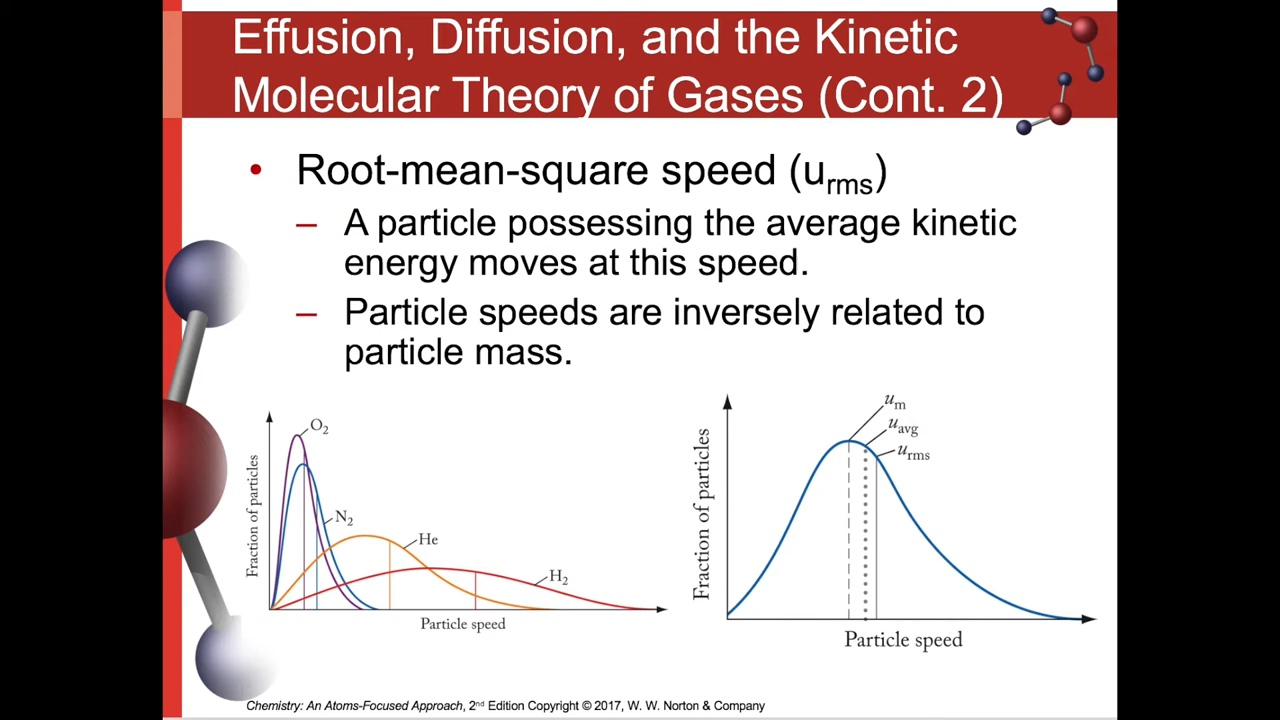 Effusion, Diffusion, and the Kinetic
Molecular Theory of Gases (Cont. 2)
• Root-mean-square speed (u_rms)
– A particle possessing the average kinetic
energy moves at this speed.
– Particle speeds are inversely related to
particle mass.
O₂
N₂
He
H₂
Fraction of particles
Particle speed
u_m
u_avg
u_rms
Fraction of particles
Particle speed
Chemistry: An Atoms-Focused Approach, 2nd Edition Copyright © 2017, W. W. Norton & Company